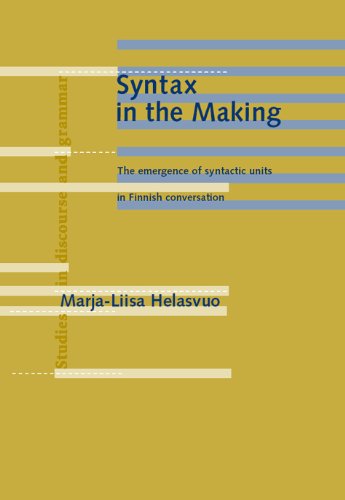 Syntax
in the Making
The emergence of syntactic units
in Finnish conversation
Marja-Liisa Helasvuo
Studies in discourse and grammar